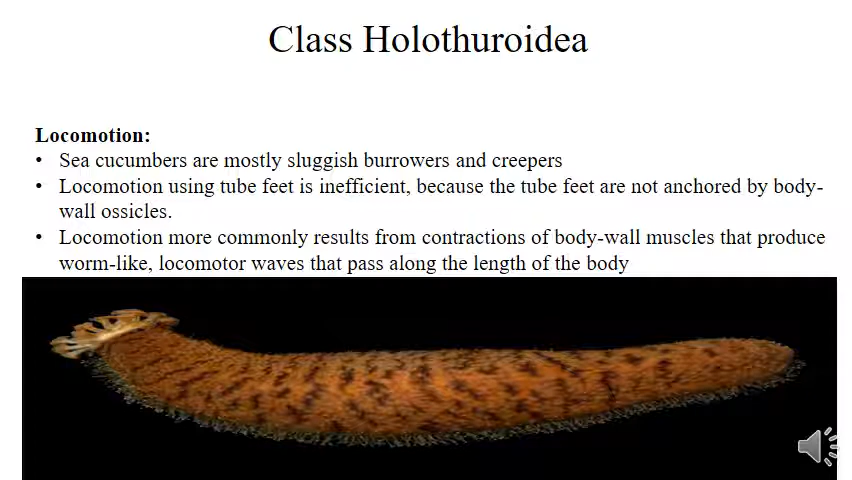 Class Holothuroidea
Locomotion:
• Sea cucumbers are mostly sluggish burrowers and creepers
• Locomotion using tube feet is inefficient, because the tube feet are not anchored by body-
wall ossicles.
• Locomotion more commonly results from contractions of body-wall muscles that produce
worm-like, locomotor waves that pass along the length of the body